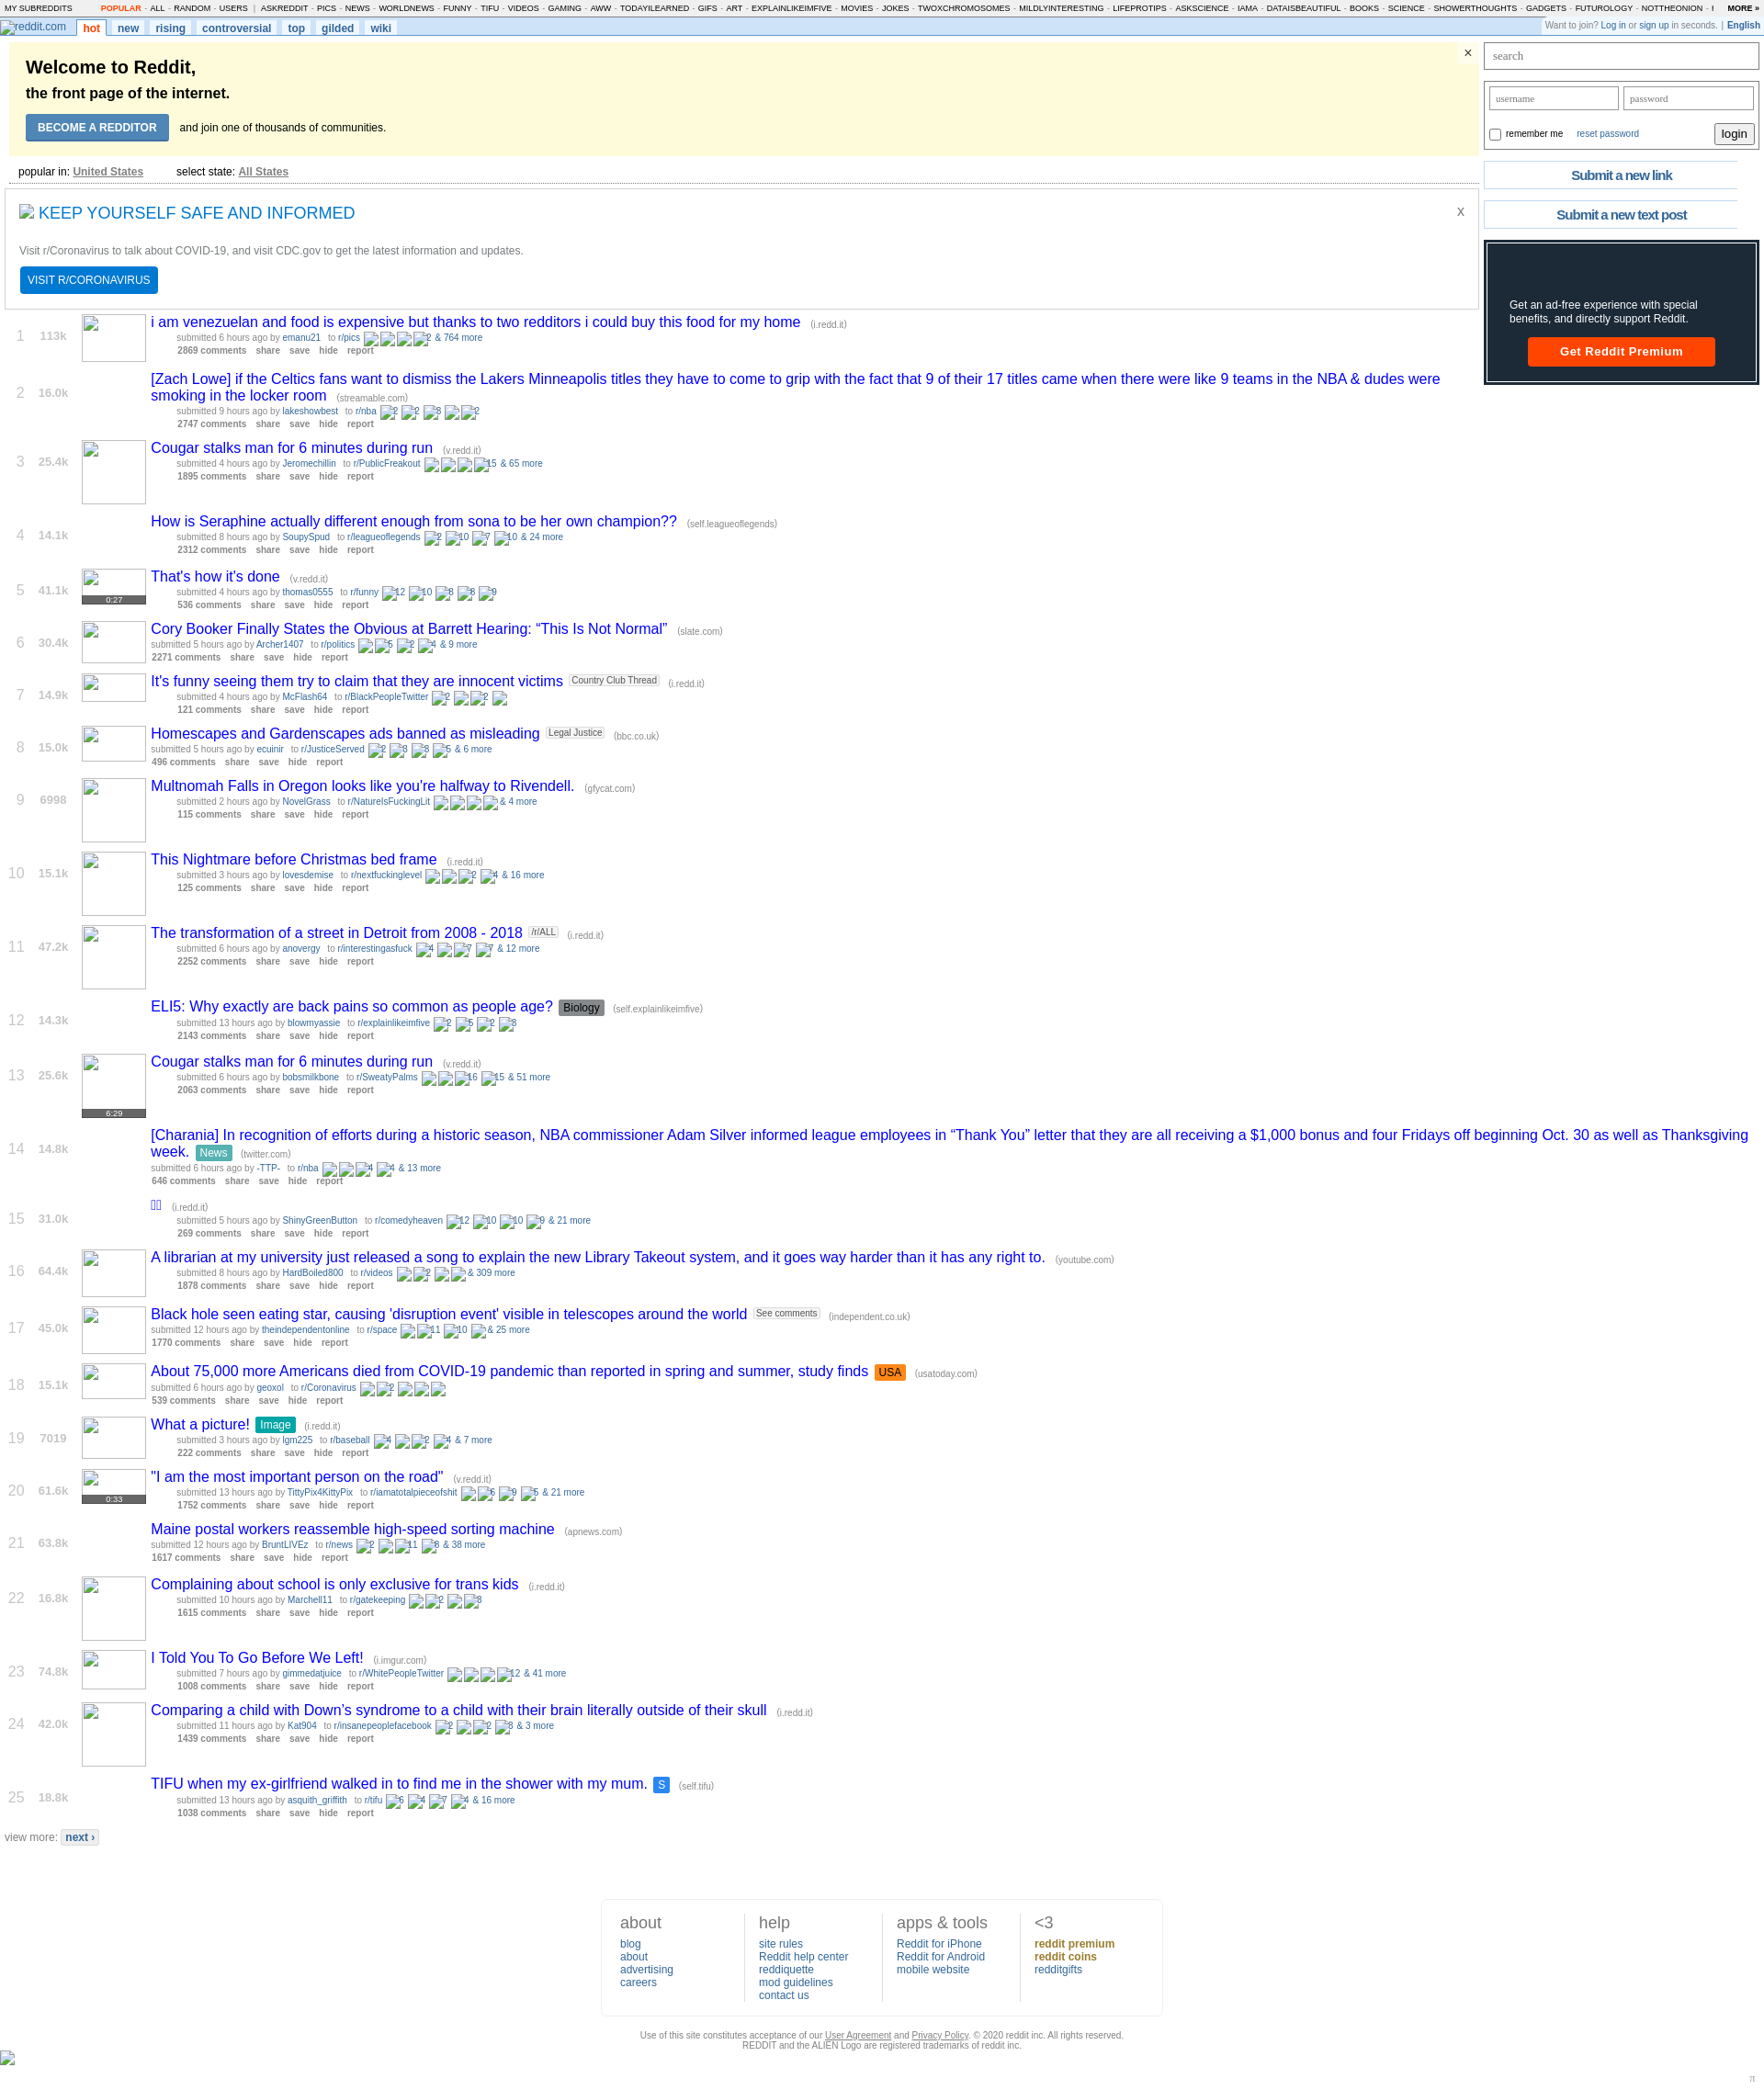 MY SUBREDDITS POPULAR - ALL - RANDOM - USERS | ASKREDDIT - PICS - NEWS - WORLDNEWS - FUNNY - TIFU - VIDEOS - GAMING - AWW - TODAYILEARNED - GIFS - ART - EXPLAINLIKEIMFIVE - MOVIES - JOKES - TWOXCHROMOSOMES - MILDLYINTERESTING - LIFEPROTIPS - ASKSCIENCE - IAMA - DATAISBEAUTIFUL - BOOKS - SCIENCE - SHOWERTHOUGHTS - GADGETS - FUTUROLOGY - NOTTHEONION - MORE »
reddit.com hot new rising controversial top gilded wiki Want to join? Log in or sign up in seconds. | English
Welcome to Reddit, ×
the front page of the internet.
BECOME A REDDITOR and join one of thousands of communities.
search
username password
remember me reset password login
Submit a new link
Submit a new text post
Get an ad-free experience with special
benefits, and directly support Reddit.
Get Reddit Premium
popular in: United States select state: All States
KEEP YOURSELF SAFE AND INFORMED x
Visit r/Coronavirus to talk about COVID-19, and visit CDC.gov to get the latest information and updates.
VISIT R/CORONAVIRUS
1 113k i am venezuelan and food is expensive but thanks to two redditors i could buy this food for my home (i.redd.it)
submitted 6 hours ago by emanu21 to r/pics 2 & 764 more
2869 comments share save hide report
2 16.0k [Zach Lowe] if the Celtics fans want to dismiss the Lakers Minneapolis titles they have to come to grip with the fact that 9 of their 17 titles came when there were like 9 teams in the NBA & dudes were
smoking in the locker room (streamable.com)
submitted 9 hours ago by lakeshowbest to r/nba 2 2 3 2
2747 comments share save hide report
3 25.4k Cougar stalks man for 6 minutes during run (v.redd.it)
submitted 4 hours ago by Jeromechillin to r/PublicFreakout 15 & 65 more
1895 comments share save hide report
4 14.1k How is Seraphine actually different enough from sona to be her own champion?? (self.leagueoflegends)
submitted 8 hours ago by SoupySpud to r/leagueoflegends 2 10 7 10 & 24 more
2312 comments share save hide report
5 41.1k That's how it's done (v.redd.it)
submitted 4 hours ago by thomas0555 to r/funny 12 10 8 8 9
0:27
536 comments share save hide report
6 30.4k Cory Booker Finally States the Obvious at Barrett Hearing: “This Is Not Normal” (slate.com)
submitted 5 hours ago by Archer1407 to r/politics 5 2 4 & 9 more
2271 comments share save hide report
7 14.9k It's funny seeing them try to claim that they are innocent victims Country Club Thread (i.redd.it)
submitted 4 hours ago by McFlash64 to r/BlackPeopleTwitter 2 2
121 comments share save hide report
8 15.0k Homescapes and Gardenscapes ads banned as misleading Legal Justice (bbc.co.uk)
submitted 5 hours ago by ecuinir to r/JusticeServed 2 3 3 5 & 6 more
496 comments share save hide report
9 6998 Multnomah Falls in Oregon looks like you're halfway to Rivendell. (gfycat.com)
submitted 2 hours ago by NovelGrass to r/NatureIsFuckingLit & 4 more
115 comments share save hide report
10 15.1k This Nightmare before Christmas bed frame (i.redd.it)
submitted 3 hours ago by lovesdemise to r/nextfuckinglevel 2 4 & 16 more
125 comments share save hide report
11 47.2k The transformation of a street in Detroit from 2008 - 2018 /r/ALL (i.redd.it)
submitted 6 hours ago by anovergy to r/interestingasfuck 4 7 7 & 12 more
2252 comments share save hide report
12 14.3k ELI5: Why exactly are back pains so common as people age? Biology (self.explainlikeimfive)
submitted 13 hours ago by blowmyassie to r/explainlikeimfive 2 5 2 3
2143 comments share save hide report
13 25.6k Cougar stalks man for 6 minutes during run (v.redd.it)
submitted 6 hours ago by bobsmilkbone to r/SweatyPalms 16 15 & 51 more
2063 comments share save hide report
6:29
14 14.8k [Charania] In recognition of efforts during a historic season, NBA commissioner Adam Silver informed league employees in “Thank You” letter that they are all receiving a $1,000 bonus and four Fridays off beginning Oct. 30 as well as Thanksgiving
week. News (twitter.com)
submitted 6 hours ago by -TTP- to r/nba 4 4 & 13 more
646 comments share save hide report
15 31.0k (i.redd.it)
submitted 5 hours ago by ShinyGreenButton to r/comedyheaven 12 10 10 9 & 21 more
269 comments share save hide report
16 64.4k A librarian at my university just released a song to explain the new Library Takeout system, and it goes way harder than it has any right to. (youtube.com)
submitted 8 hours ago by HardBoiled800 to r/videos 2 & 309 more
1878 comments share save hide report
17 45.0k Black hole seen eating star, causing 'disruption event' visible in telescopes around the world See comments (independent.co.uk)
submitted 12 hours ago by theindependentonline to r/space 11 10 & 25 more
1770 comments share save hide report
18 15.1k About 75,000 more Americans died from COVID-19 pandemic than reported in spring and summer, study finds USA (usatoday.com)
submitted 6 hours ago by geoxol to r/Coronavirus 2
539 comments share save hide report
19 7019 What a picture! Image (i.redd.it)
submitted 3 hours ago by lgm225 to r/baseball 4 2 4 & 7 more
222 comments share save hide report
20 61.6k "I am the most important person on the road" (v.redd.it)
submitted 13 hours ago by TittyPix4KittyPix to r/iamatotalpieceofshit 6 9 5 & 21 more
0:33
1752 comments share save hide report
21 63.8k Maine postal workers reassemble high-speed sorting machine (apnews.com)
submitted 12 hours ago by BruntLIVEz to r/news 2 11 8 & 38 more
1617 comments share save hide report
22 16.8k Complaining about school is only exclusive for trans kids (i.redd.it)
submitted 10 hours ago by Marchell11 to r/gatekeeping 2 3
1615 comments share save hide report
23 74.8k I Told You To Go Before We Left! (i.imgur.com)
submitted 7 hours ago by gimmedatjuice to r/WhitePeopleTwitter 12 & 41 more
1008 comments share save hide report
24 42.0k Comparing a child with Down’s syndrome to a child with their brain literally outside of their skull (i.redd.it)
submitted 11 hours ago by Kat904 to r/insanepeoplefacebook 2 2 8 & 3 more
1439 comments share save hide report
25 18.8k TIFU when my ex-girlfriend walked in to find me in the shower with my mum. S (self.tifu)
submitted 13 hours ago by asquith_griffith to r/tifu 6 4 7 4 & 16 more
1038 comments share save hide report
view more: next ›
about
blog
about
advertising
careers
help
site rules
Reddit help center
reddiquette
mod guidelines
contact us
apps & tools
Reddit for iPhone
Reddit for Android
mobile website
<3
reddit premium
reddit coins
redditgifts
Use of this site constitutes acceptance of our User Agreement and Privacy Policy. © 2020 reddit inc. All rights reserved.
REDDIT and the ALIEN Logo are registered trademarks of reddit inc.
π